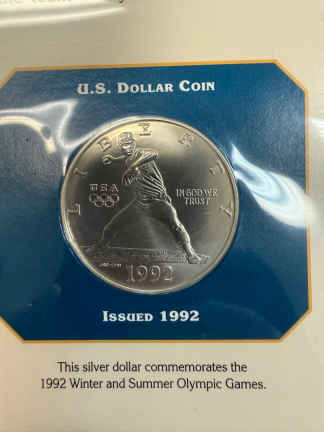 U.S. DOLLAR COIN
LIBERTY
USA
IN GOD WE
TRUST
1992
ISSUED 1992
This silver dollar commemorates the
1992 Winter and Summer Olympic Games.